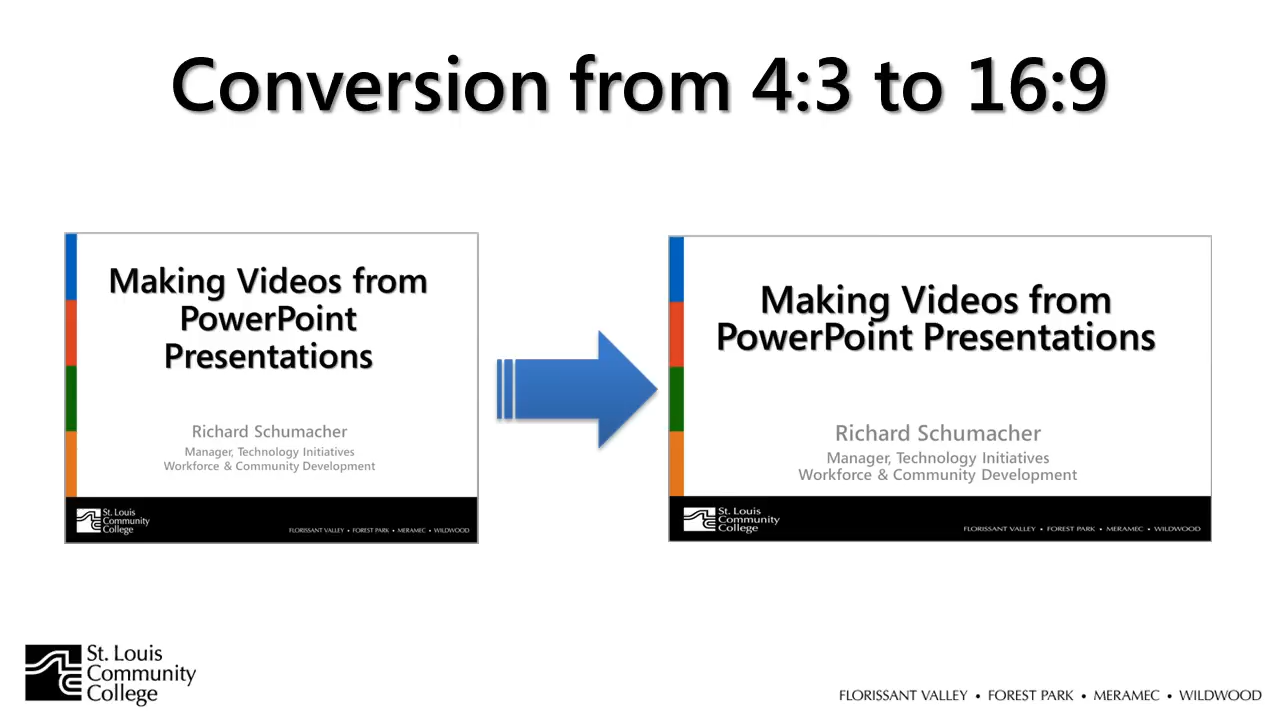 Conversion from 4:3 to 16:9
Making Videos from
PowerPoint
Presentations
Richard Schumacher
Manager, Technology Initiatives
Workforce & Community Development
St. Louis
Community
College
FLORISSANT VALLEY • FOREST PARK • MERAMEC • WILDWOOD
Making Videos from
PowerPoint Presentations
Richard Schumacher
Manager, Technology Initiatives
Workforce & Community Development
St. Louis
Community
College
FLORISSANT VALLEY • FOREST PARK • MERAMEC • WILDWOOD
St. Louis
Community
College
FLORISSANT VALLEY • FOREST PARK • MERAMEC • WILDWOOD